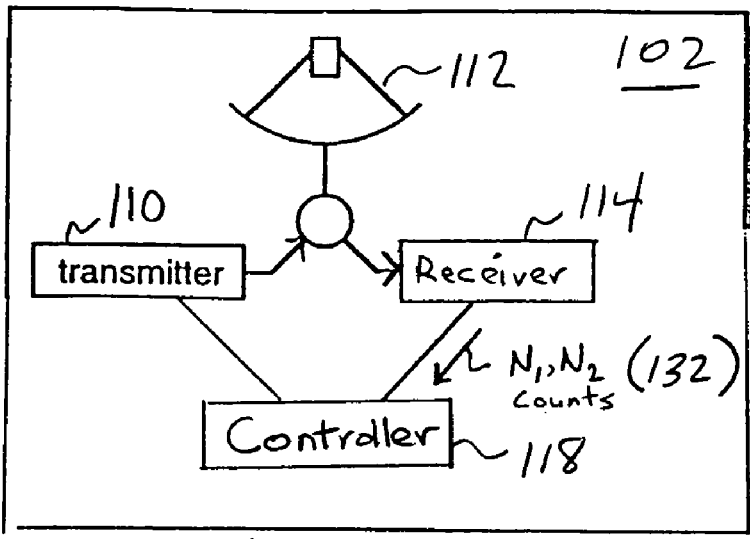 102
112
110
114
transmitter
Receiver
N1, N2 (132)
counts
Controller
118